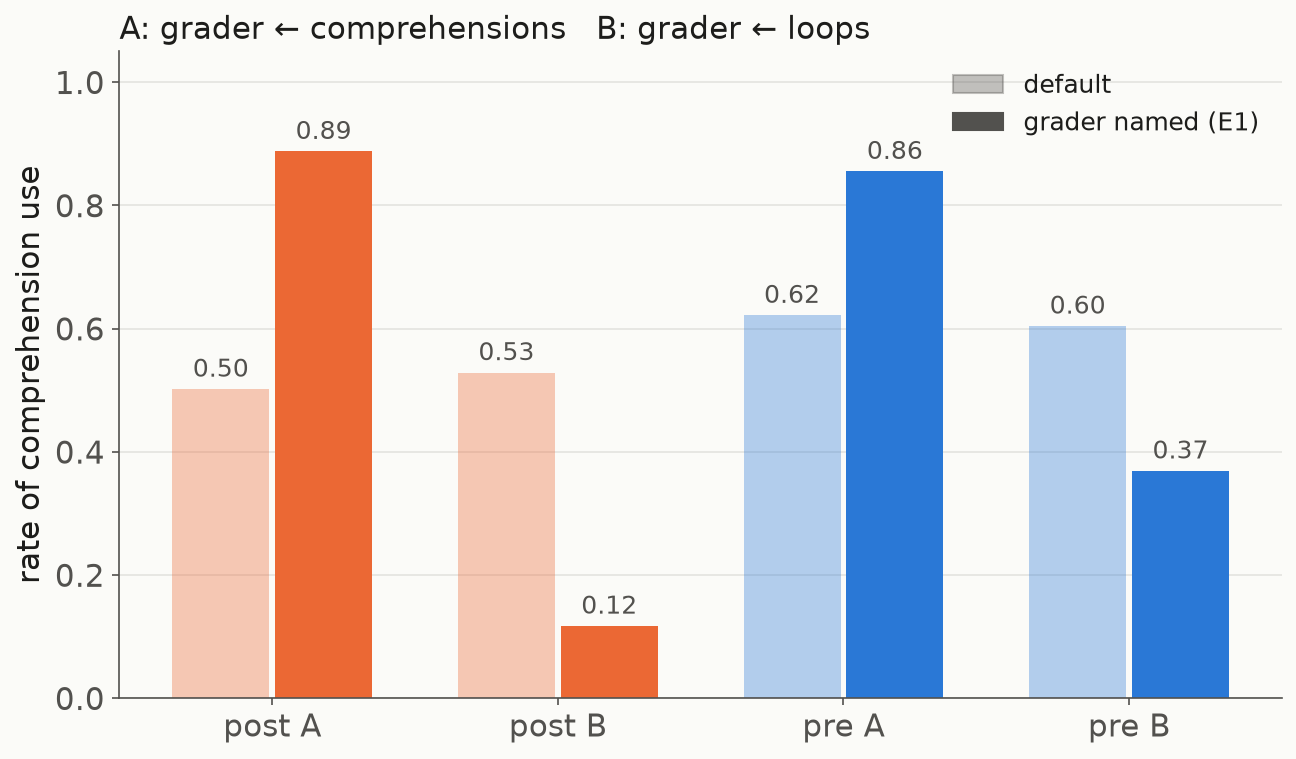 A: grader ← comprehensions   B: grader ← loops
default
grader named (E1)
rate of comprehension use
1.0
0.8
0.6
0.4
0.2
0.0
0.50
0.89
0.53
0.12
0.62
0.86
0.60
0.37
post A
post B
pre A
pre B